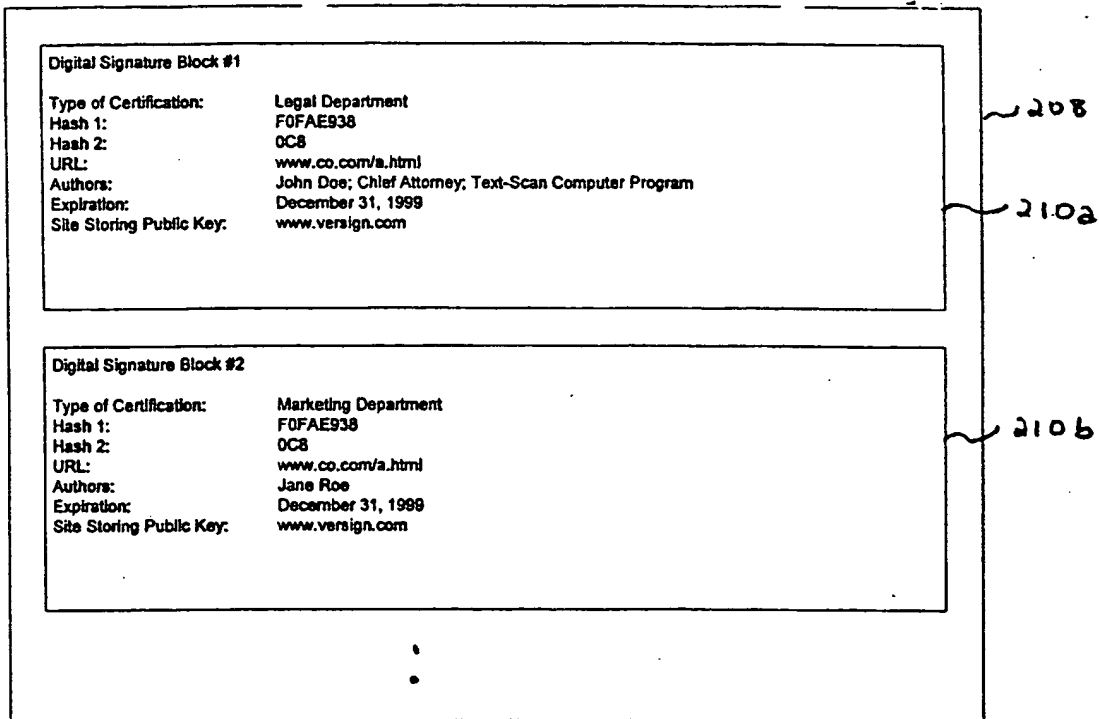 Digital Signature Block #1
Type of Certification: Legal Department
Hash 1: F0FAE938
Hash 2: 0C8
URL: www.co.com/a.html
Authors: John Doe; Chief Attorney; Text-Scan Computer Program
Expiration: December 31, 1999
Site Storing Public Key: www.versign.com
208
210a
Digital Signature Block #2
Type of Certification: Marketing Department
Hash 1: F0FAE938
Hash 2: 0C8
URL: www.co.com/a.html
Authors: Jane Roe
Expiration: December 31, 1999
Site Storing Public Key: www.versign.com
210b